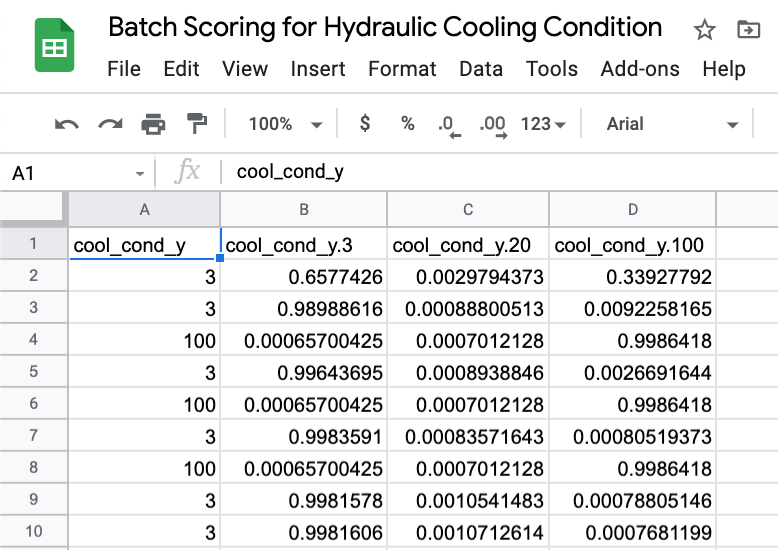 Batch Scoring for Hydraulic Cooling Condition
File Edit View Insert Format Data Tools Add-ons Help
100% $ % .0 .00 123 Arial
A1 fx cool_cond_y
A B C D
1 cool_cond_y cool_cond_y.3 cool_cond_y.20 cool_cond_y.100
2 3 0.6577426 0.0029794373 0.33927792
3 3 0.98988616 0.00088800513 0.0092258165
4 100 0.00065700425 0.0007012128 0.9986418
5 3 0.99643695 0.0008938846 0.0026691644
6 100 0.00065700425 0.0007012128 0.9986418
7 3 0.9983591 0.00083571643 0.00080519373
8 100 0.00065700425 0.0007012128 0.9986418
9 3 0.9981578 0.0010541483 0.00078805146
10 3 0.9981606 0.0010712614 0.0007681199